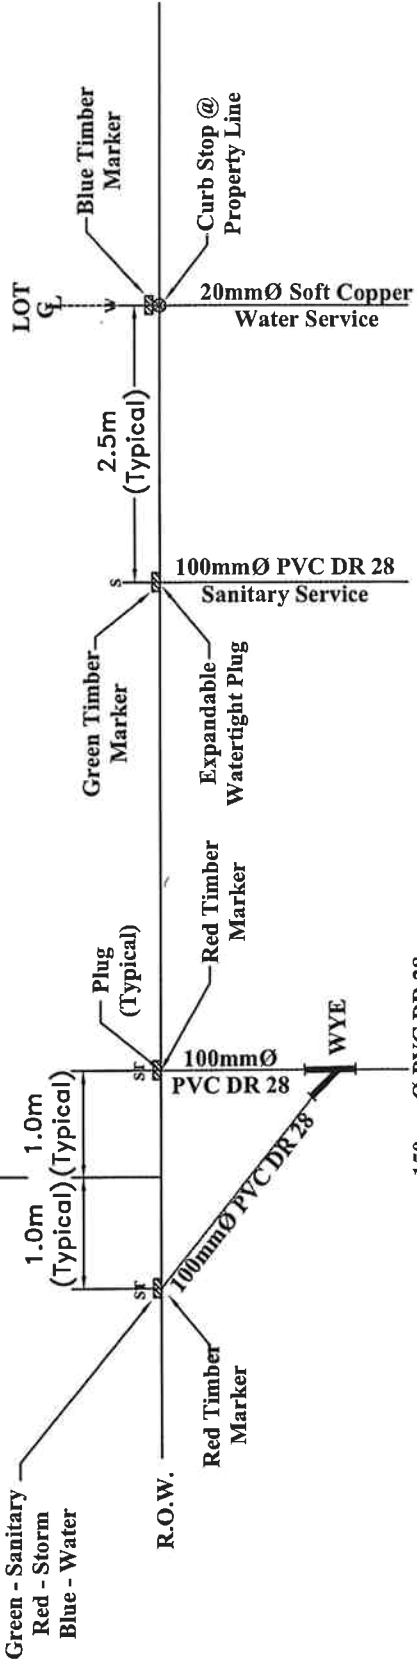 LOT
CL
Blue Timber
Marker
W
Curb Stop @
Property Line
20mmØ Soft Copper
Water Service
2.5m
(Typical)
S
100mmØ PVC DR 28
Sanitary Service
Green Timber
Marker
Expandable
Watertight Plug
Plug
(Typical)
ST
Red Timber
Marker
100mmØ
PVC DR 28
WYE
1.0m
(Typical)
1.0m
(Typical)
ST
100mmØ PVC DR 28
Red Timber
Marker
Green - Sanitary
Red - Storm
Blue - Water
R.O.W.